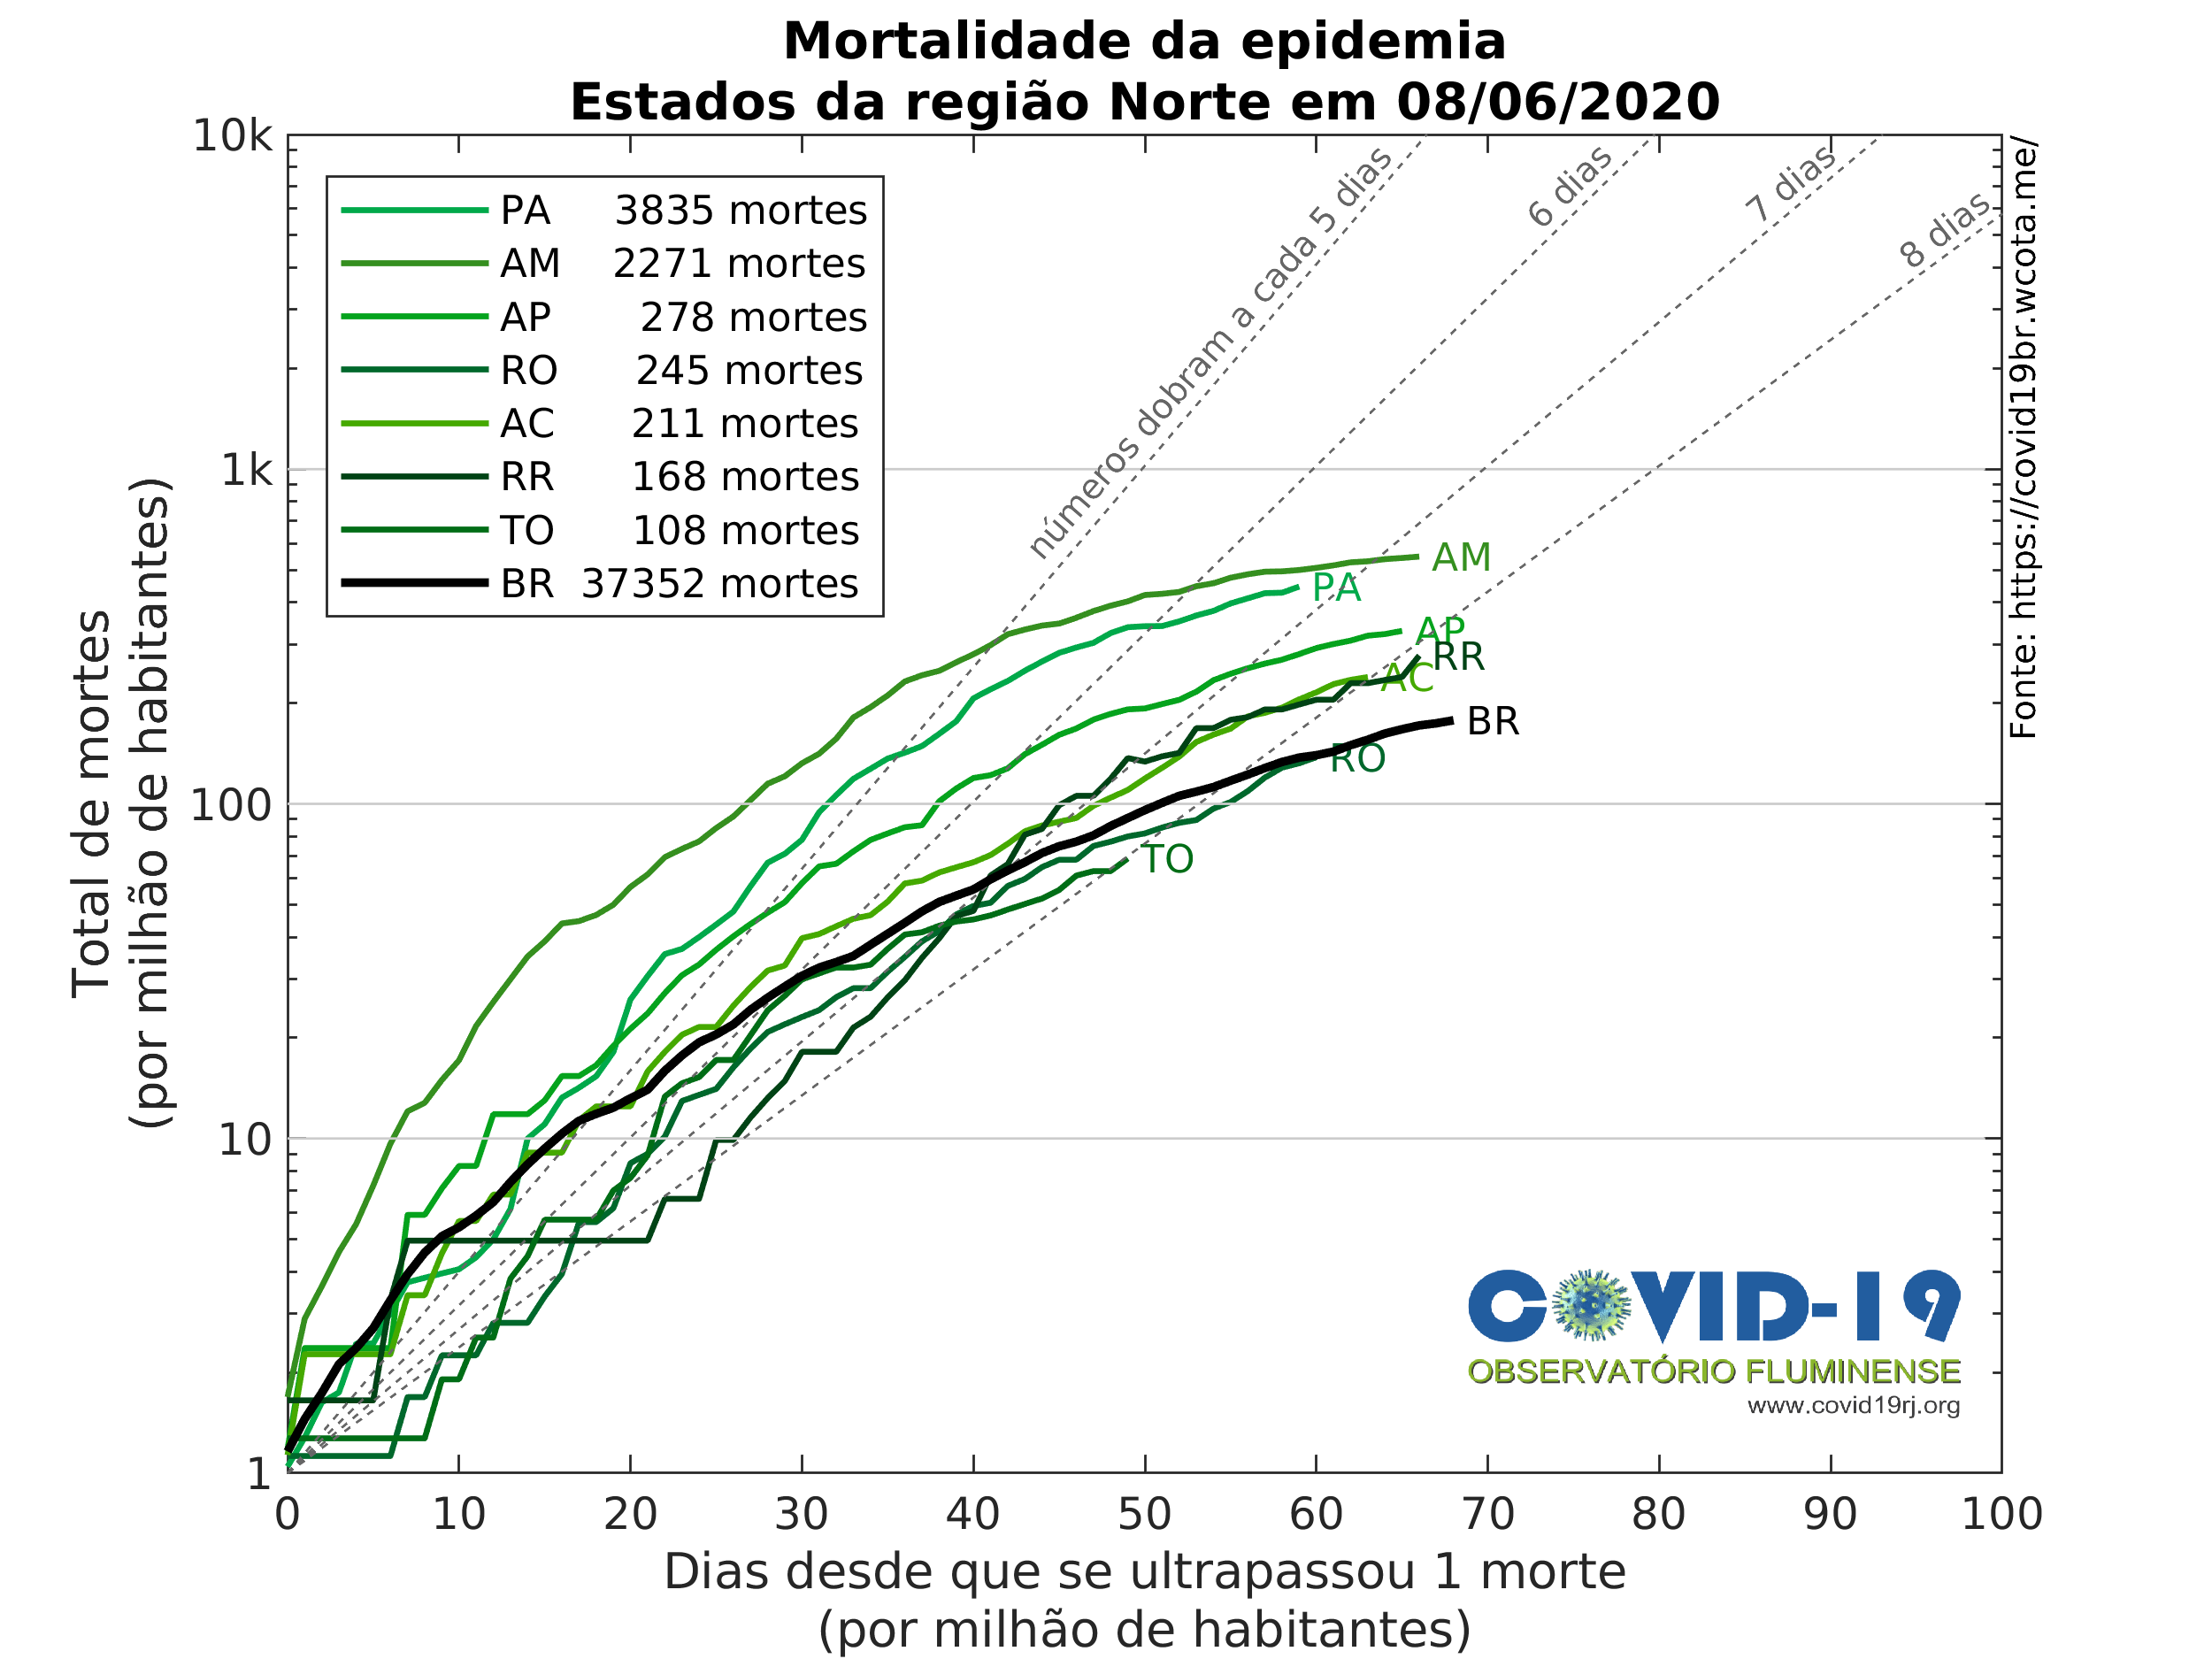 Mortalidade da epidemia
Estados da região Norte em 08/06/2020
10k
1k
100
10
1
Total de mortes
(por milhão de habitantes)
PA 3835 mortes
AM 2271 mortes
AP 278 mortes
RO 245 mortes
AC 211 mortes
RR 168 mortes
TO 108 mortes
BR 37352 mortes
números dobram a cada 5 dias
6 dias
7 dias
8 dias
AM
PA
AP
RR
AC
BR
RO
TO
Fonte: https://covid19br.wcota.me/
COVID-19
OBSERVATÓRIO FLUMINENSE
www.covid19rj.org
0 10 20 30 40 50 60 70 80 90 100
Dias desde que se ultrapassou 1 morte
(por milhão de habitantes)